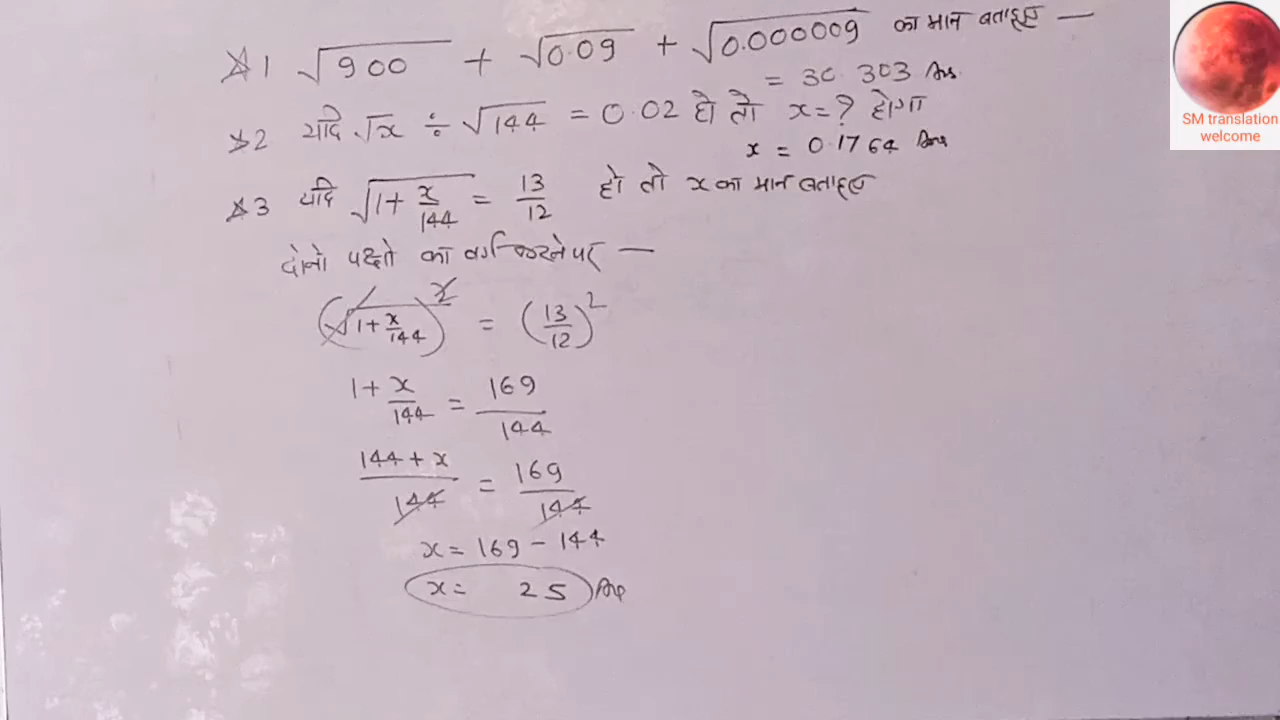 ☆1 √900 + √0.09 + √0.000009 का मान बताइए —
= 30.303 Ans.
☆2 यदि √x ÷ √144 = 0.02 हो तो x = ? होगा
x = 0.1764 Ans
☆3 यदि √(1 + x/144) = 13/12 हो तो x का मान बताइए
दोनो पक्षो का वर्ग करने पर —
(√(1 + x/144))² = (13/12)²
1 + x/144 = 169/144
(144 + x)/144 = 169/144
x = 169 - 144
x = 25 Ans
SM translation
welcome